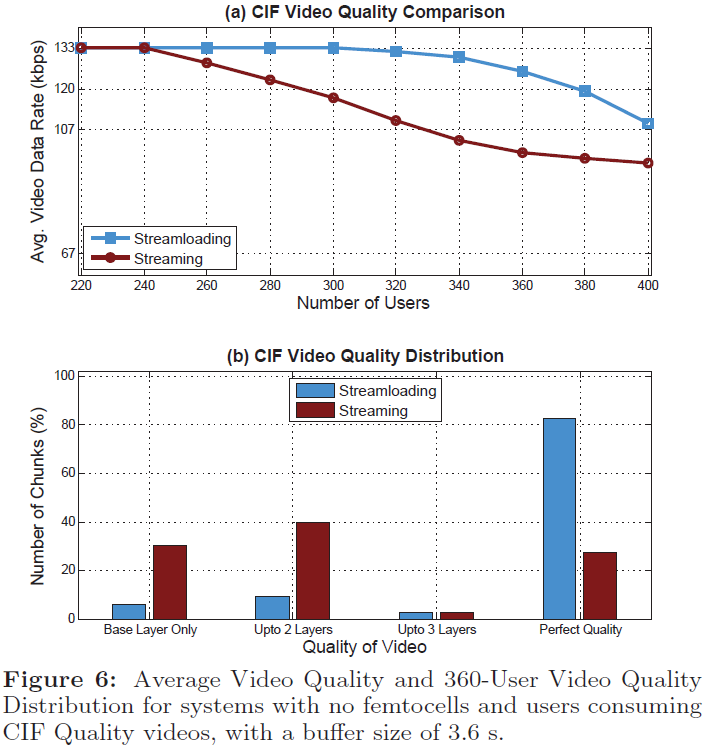 (a) CIF Video Quality Comparison
Avg. Video Data Rate (kbps)
133
120
107
67
Streamloading
Streaming
220 240 260 280 300 320 340 360 380 400
Number of Users
(b) CIF Video Quality Distribution
Number of Chunks (%)
100
80
60
40
20
0
Streamloading
Streaming
Base Layer Only Upto 2 Layers Upto 3 Layers Perfect Quality
Quality of Video
Figure 6: Average Video Quality and 360-User Video Quality
Distribution for systems with no femtocells and users consuming
CIF Quality videos, with a buffer size of 3.6 s.